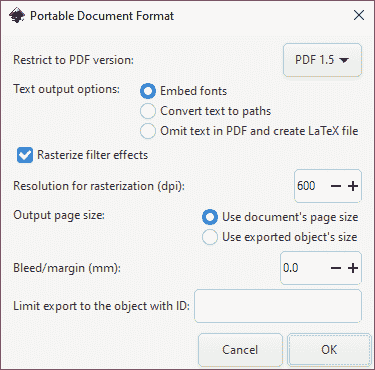 Portable Document Format
Restrict to PDF version: PDF 1.5
Text output options: Embed fonts
Convert text to paths
Omit text in PDF and create LaTeX file
Rasterize filter effects
Resolution for rasterization (dpi): 600
Output page size: Use document's page size
Use exported object's size
Bleed/margin (mm): 0.0
Limit export to the object with ID:
Cancel OK